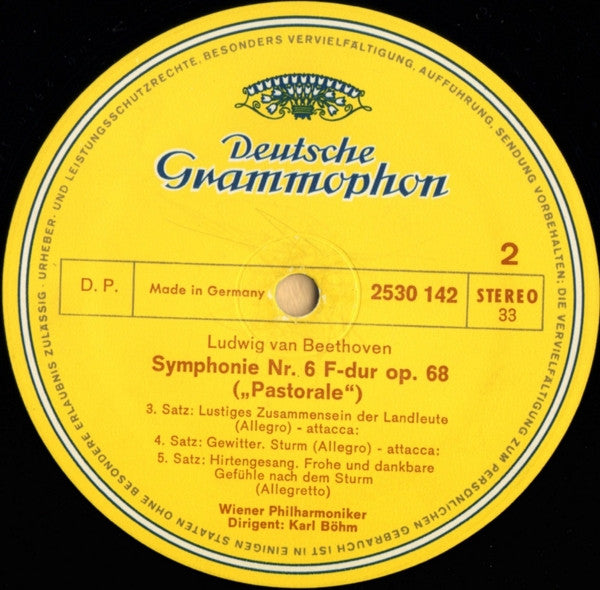 Deutsche
Grammophon
2
D. P.
Made in Germany
2530 142
STEREO
33
Ludwig van Beethoven
Symphonie Nr. 6 F-dur op. 68
(„Pastorale“)
3. Satz: Lustiges Zusammensein der Landleute
(Allegro) - attacca:
4. Satz: Gewitter. Sturm (Allegro) - attacca:
5. Satz: Hirtengesang. Frohe und dankbare
Gefühle nach dem Sturm
(Allegretto)
Wiener Philharmoniker
Dirigent: Karl Böhm
URHEBER- UND LEISTUNGSSCHUTZRECHTE, BESONDERS VERVIELFÄLTIGUNG, AUFFÜHRUNG, SENDUNG VORBEHALTEN; DIE VERVIELFÄLTIGUNG ZUM PERSÖNLICHEN GEBRAUCH IST IN EINIGEN STAATEN OHNE BESONDERE ERLAUBNIS ZULÄSSIG ·